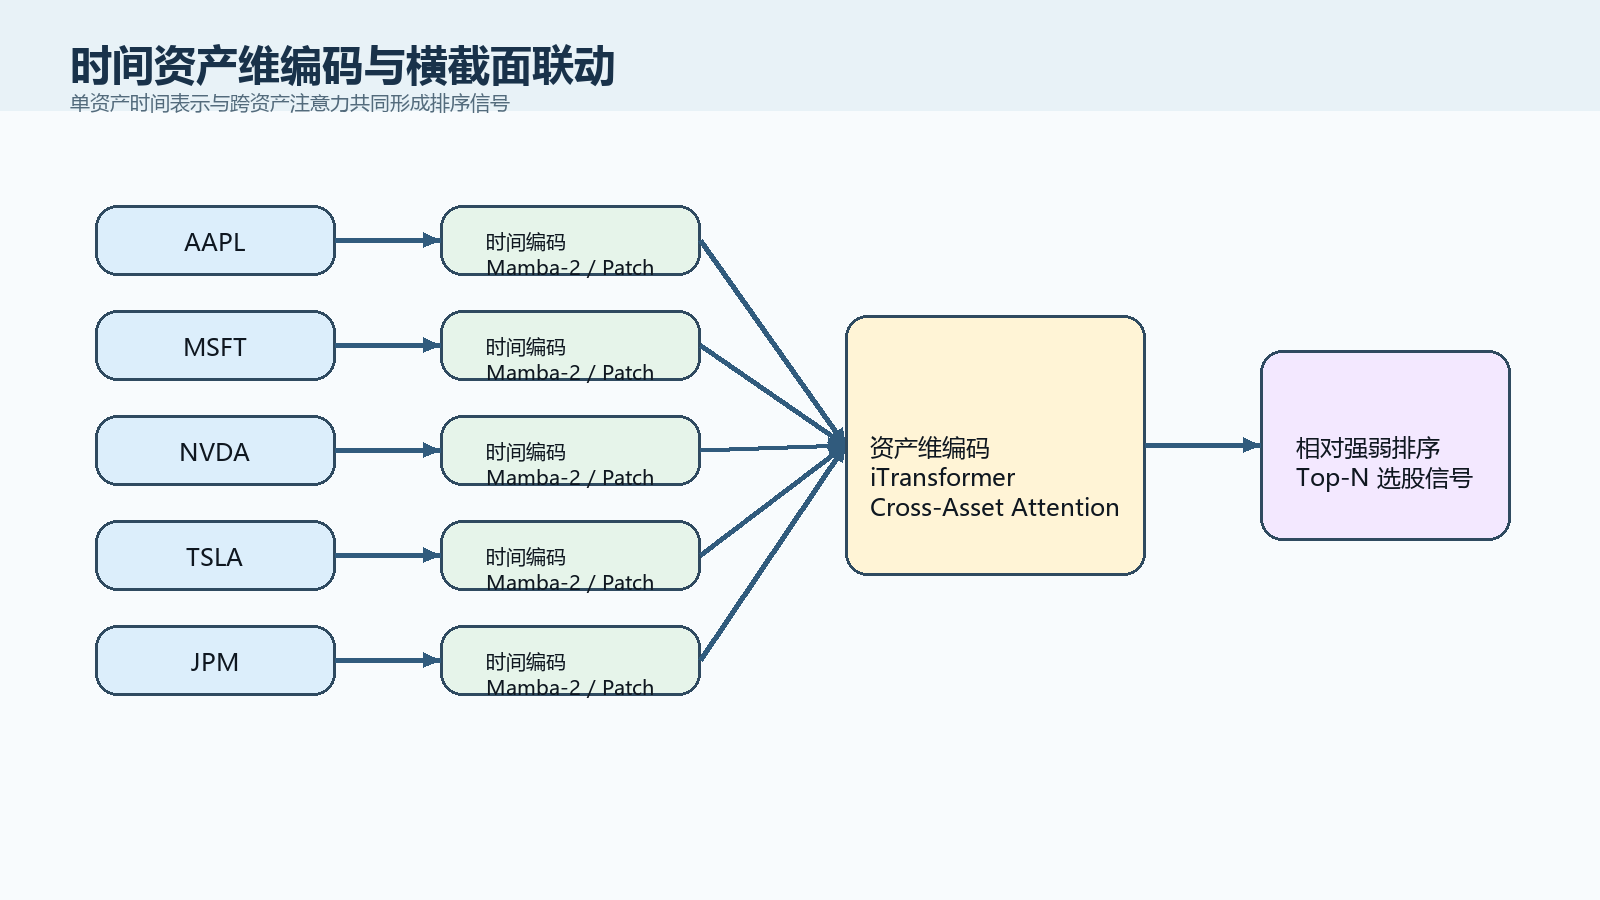 时间资产维编码与横截面联动
单资产时间表示与跨资产注意力共同形成排序信号
AAPL
时间编码
Mamba-2 / Patch
MSFT
时间编码
Mamba-2 / Patch
NVDA
时间编码
Mamba-2 / Patch
TSLA
时间编码
Mamba-2 / Patch
JPM
时间编码
Mamba-2 / Patch
资产维编码
iTransformer
Cross-Asset Attention
相对强弱排序
Top-N 选股信号